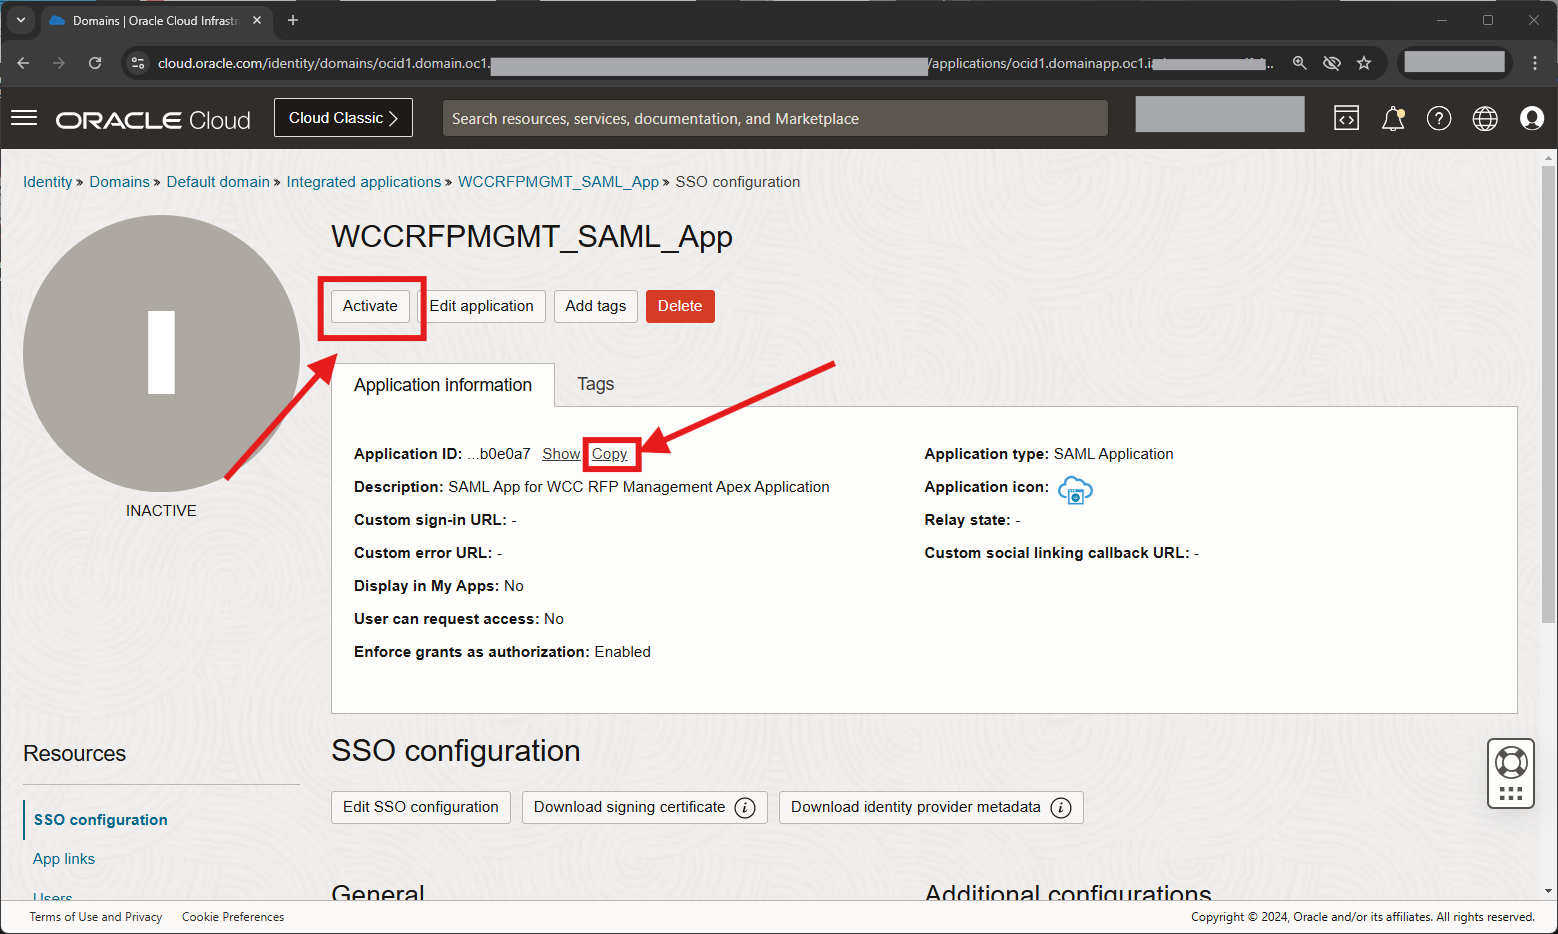 Domains | Oracle Cloud Infrastr
cloud.oracle.com/identity/domains/ocid1.domain.oc1. /applications/ocid1.domainapp.oc1.
ORACLE Cloud
Cloud Classic
Search resources, services, documentation, and Marketplace
Identity » Domains » Default domain » Integrated applications » WCCRFPMGMT_SAML_App » SSO configuration
WCCRFPMGMT_SAML_App
Activate Edit application Add tags Delete
I
INACTIVE
Application information Tags
Application ID: ...b0e0a7 Show Copy
Description: SAML App for WCC RFP Management Apex Application
Custom sign-in URL: -
Custom error URL: -
Display in My Apps: No
User can request access: No
Enforce grants as authorization: Enabled
Application type: SAML Application
Application icon:
Relay state: -
Custom social linking callback URL: -
Resources
SSO configuration
App links
Users
SSO configuration
Edit SSO configuration Download signing certificate i Download identity provider metadata i
General
Additional configurations
Terms of Use and Privacy Cookie Preferences
Copyright © 2024, Oracle and/or its affiliates. All rights reserved.